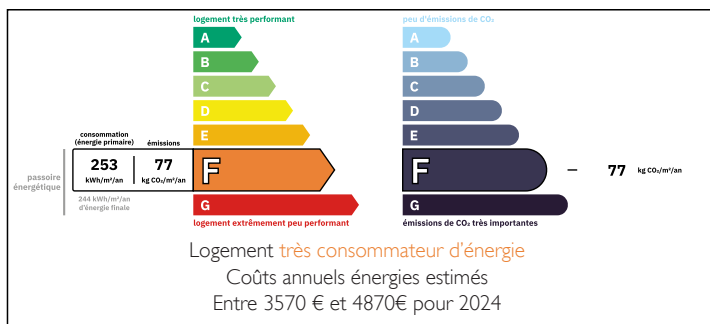 logement très performant
A
B
C
D
E
F
G
consommation
(énergie primaire)
émissions
253
77
kWh/m²/an
kg CO₂/m²/an
passoire
énergétique
244 kWh/m²/an
d'énergie finale
logement extrêmement peu performant
peu d'émissions de CO₂
A
B
C
D
E
F
G
77
kg CO₂/m²/an
émissions de CO₂ très importantes
Logement très consommateur d'énergie
Coûts annuels énergies estimés
Entre 3570 € et 4870€ pour 2024